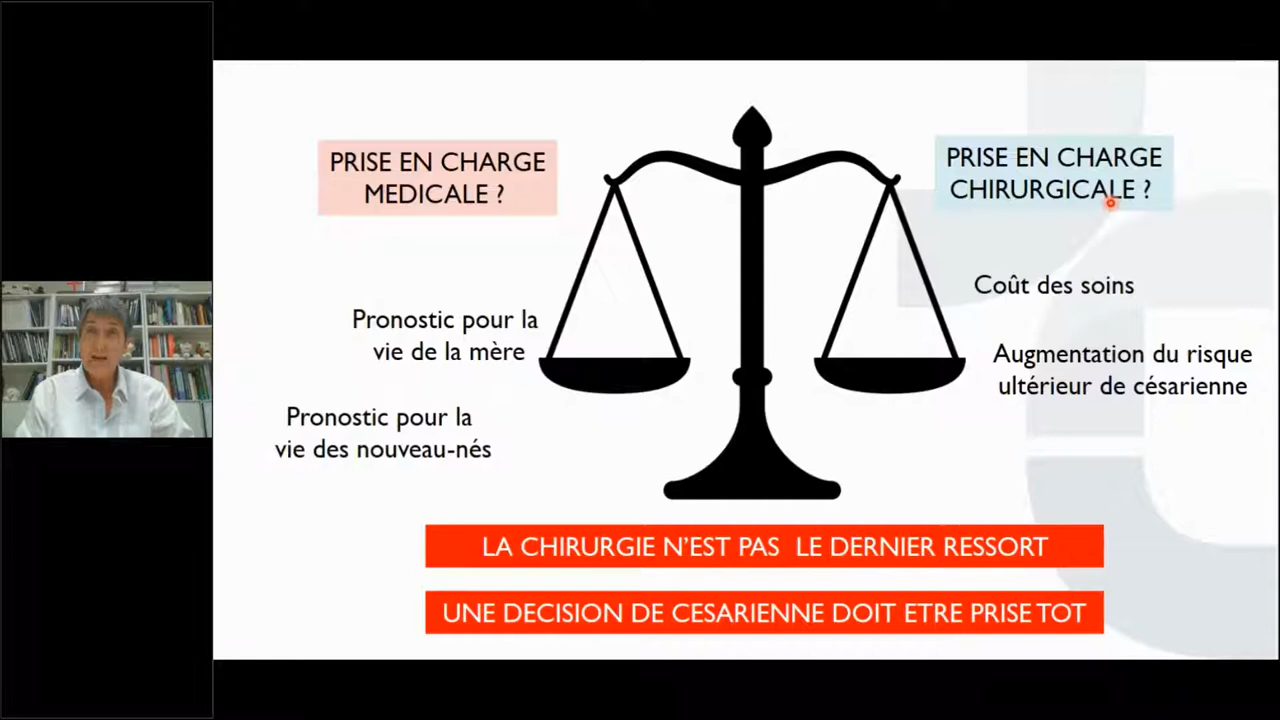 PRISE EN CHARGE
MEDICALE ?
PRISE EN CHARGE
CHIRURGICALE ?
Pronostic pour la
vie de la mère
Pronostic pour la
vie des nouveau-nés
Coût des soins
Augmentation du risque
ultérieur de césarienne
LA CHIRURGIE N'EST PAS LE DERNIER RESSORT
UNE DECISION DE CESARIENNE DOIT ETRE PRISE TOT